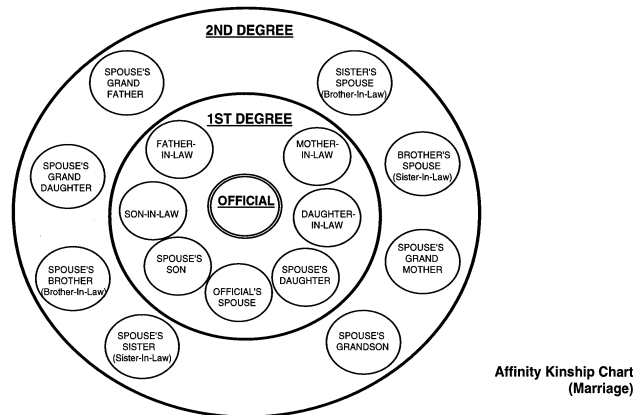 2ND DEGREE
SPOUSE'S
GRAND
FATHER
SISTER'S
SPOUSE
(Brother-In-Law)
1ST DEGREE
FATHER-
IN-LAW
MOTHER-
IN-LAW
SPOUSE'S
GRAND
DAUGHTER
BROTHER'S
SPOUSE
(Sister-In-Law)
OFFICIAL
SON-IN-LAW
DAUGHTER-
IN-LAW
SPOUSE'S
SON
SPOUSE'S
DAUGHTER
OFFICIAL'S
SPOUSE
SPOUSE'S
BROTHER
(Brother-In-Law)
SPOUSE'S
GRAND
MOTHER
SPOUSE'S
SISTER
(Sister-In-Law)
SPOUSE'S
GRANDSON
Affinity Kinship Chart
(Marriage)